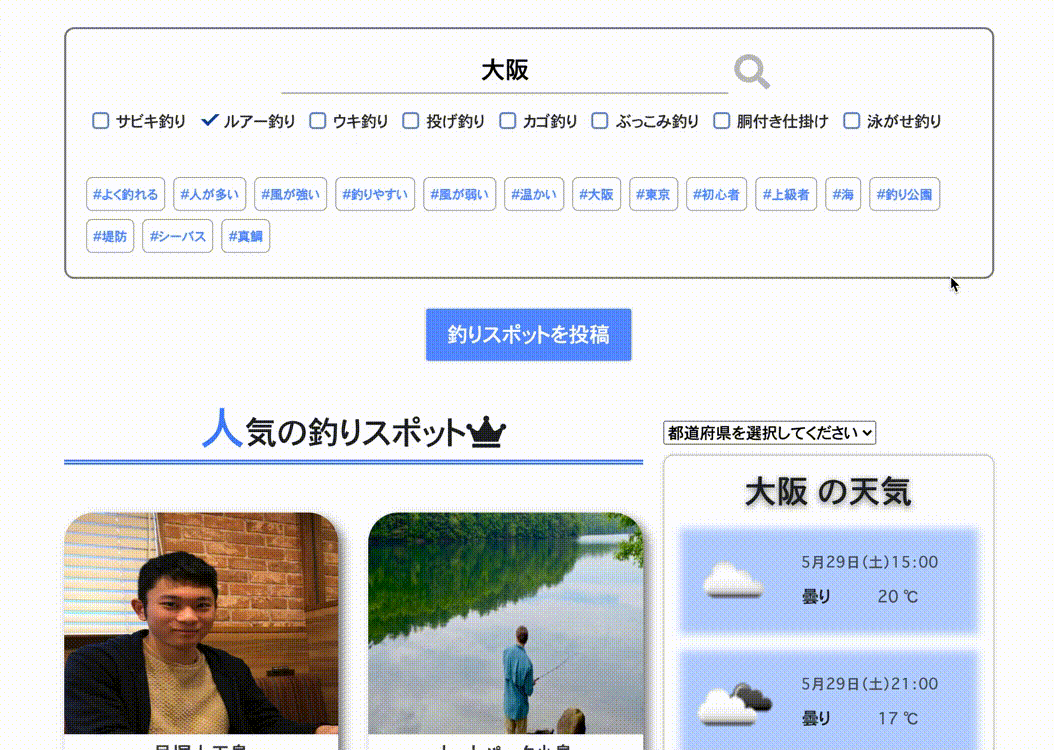 大阪
サビキ釣り ルアー釣り ウキ釣り 投げ釣り カゴ釣り ぶっこみ釣り 胴付き仕掛け 泳がせ釣り
#よく釣れる #人が多い #風が強い #釣りやすい #風が弱い #温かい #大阪 #東京 #初心者 #上級者 #海 #釣り公園
#堤防 #シーバス #真鯛
釣りスポットを投稿
人気の釣りスポット
都道府県を選択してください
大阪 の天気
5月29日(土)15:00
曇り 20 ℃
5月29日(土)21:00
曇り 17 ℃